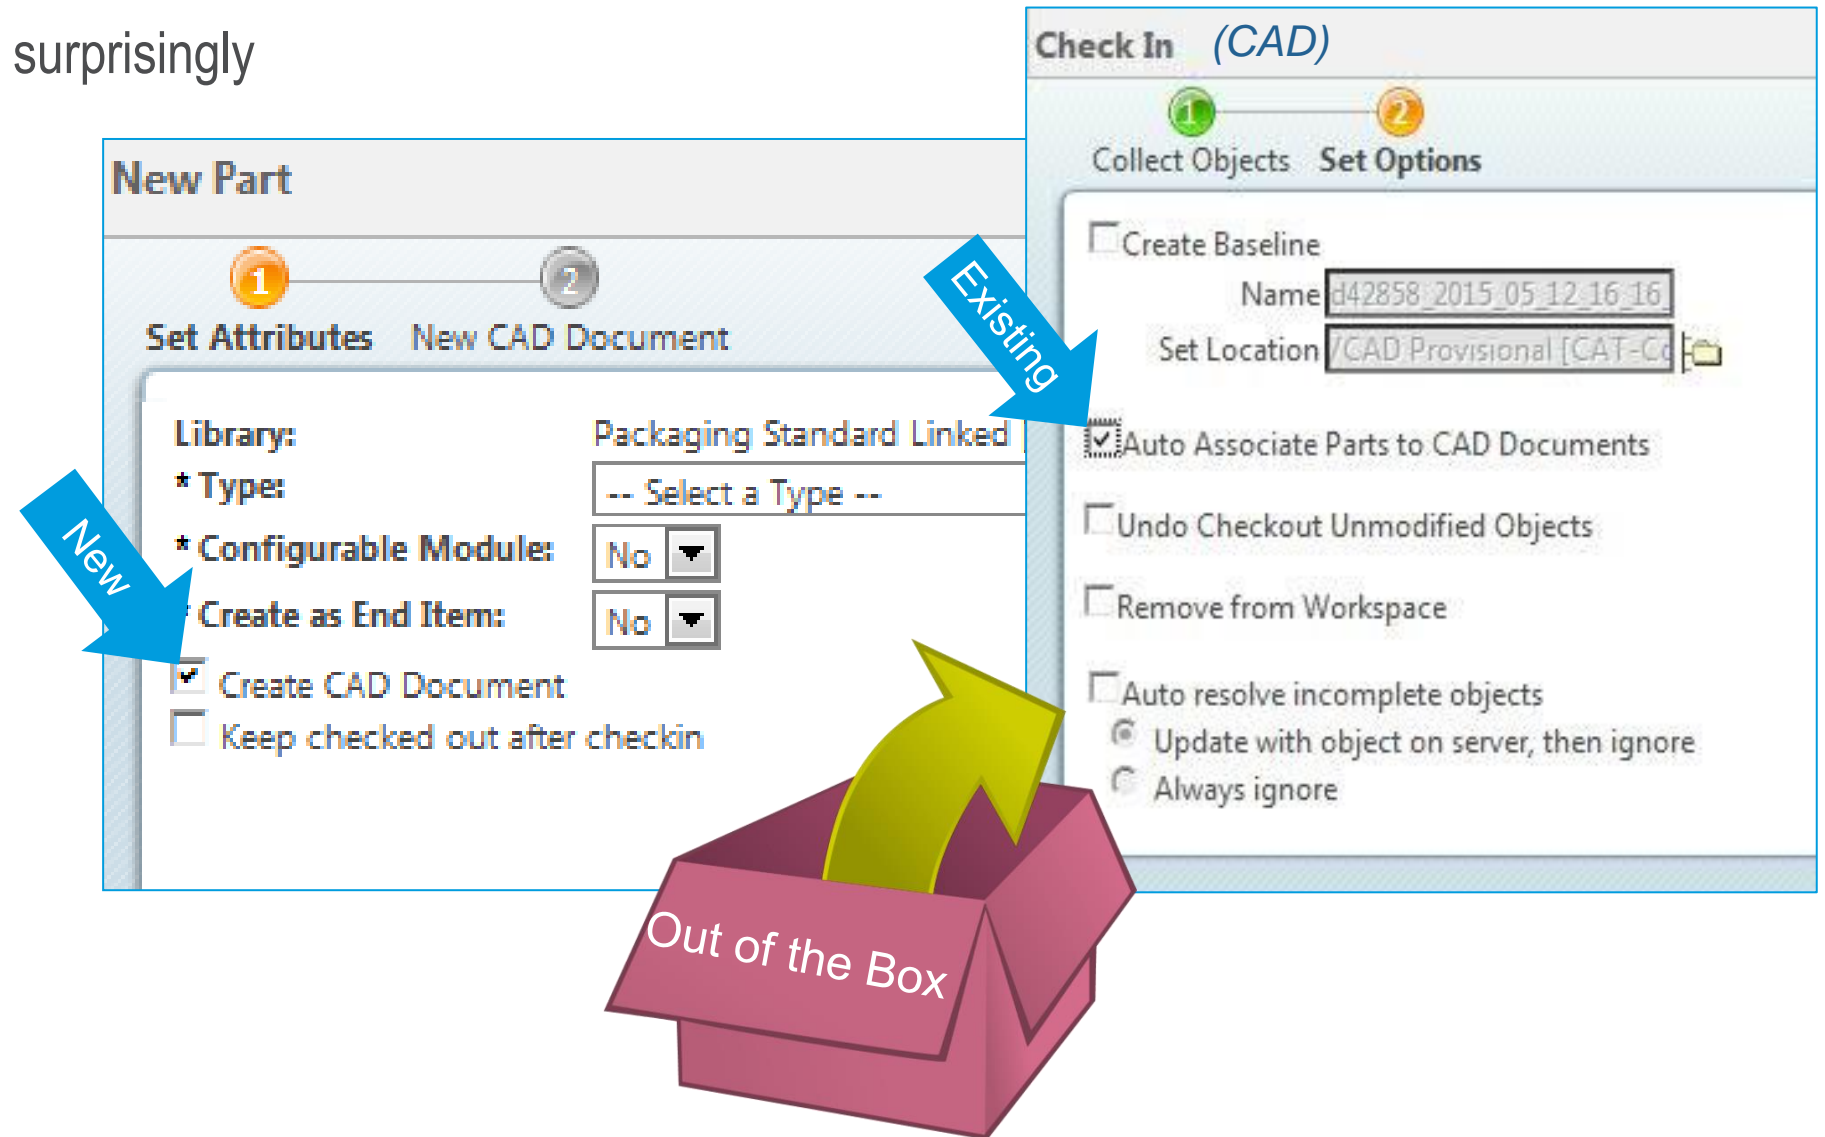 surprisingly
New Part
1
2
Set Attributes
New CAD Document
Library:
Packaging Standard Linked
* Type:
-- Select a Type --
* Configurable Module:
No
* Create as End Item:
No
Create CAD Document
Keep checked out after checkin
New
Check In
(CAD)
1
2
Collect Objects
Set Options
Create Baseline
Name
d42858_2015_05_12_16_16_
Set Location
/CAD Provisional [CAT-Co
Existing
Auto Associate Parts to CAD Documents
Undo Checkout Unmodified Objects
Remove from Workspace
Auto resolve incomplete objects
Update with object on server, then ignore
Always ignore
Out of the Box